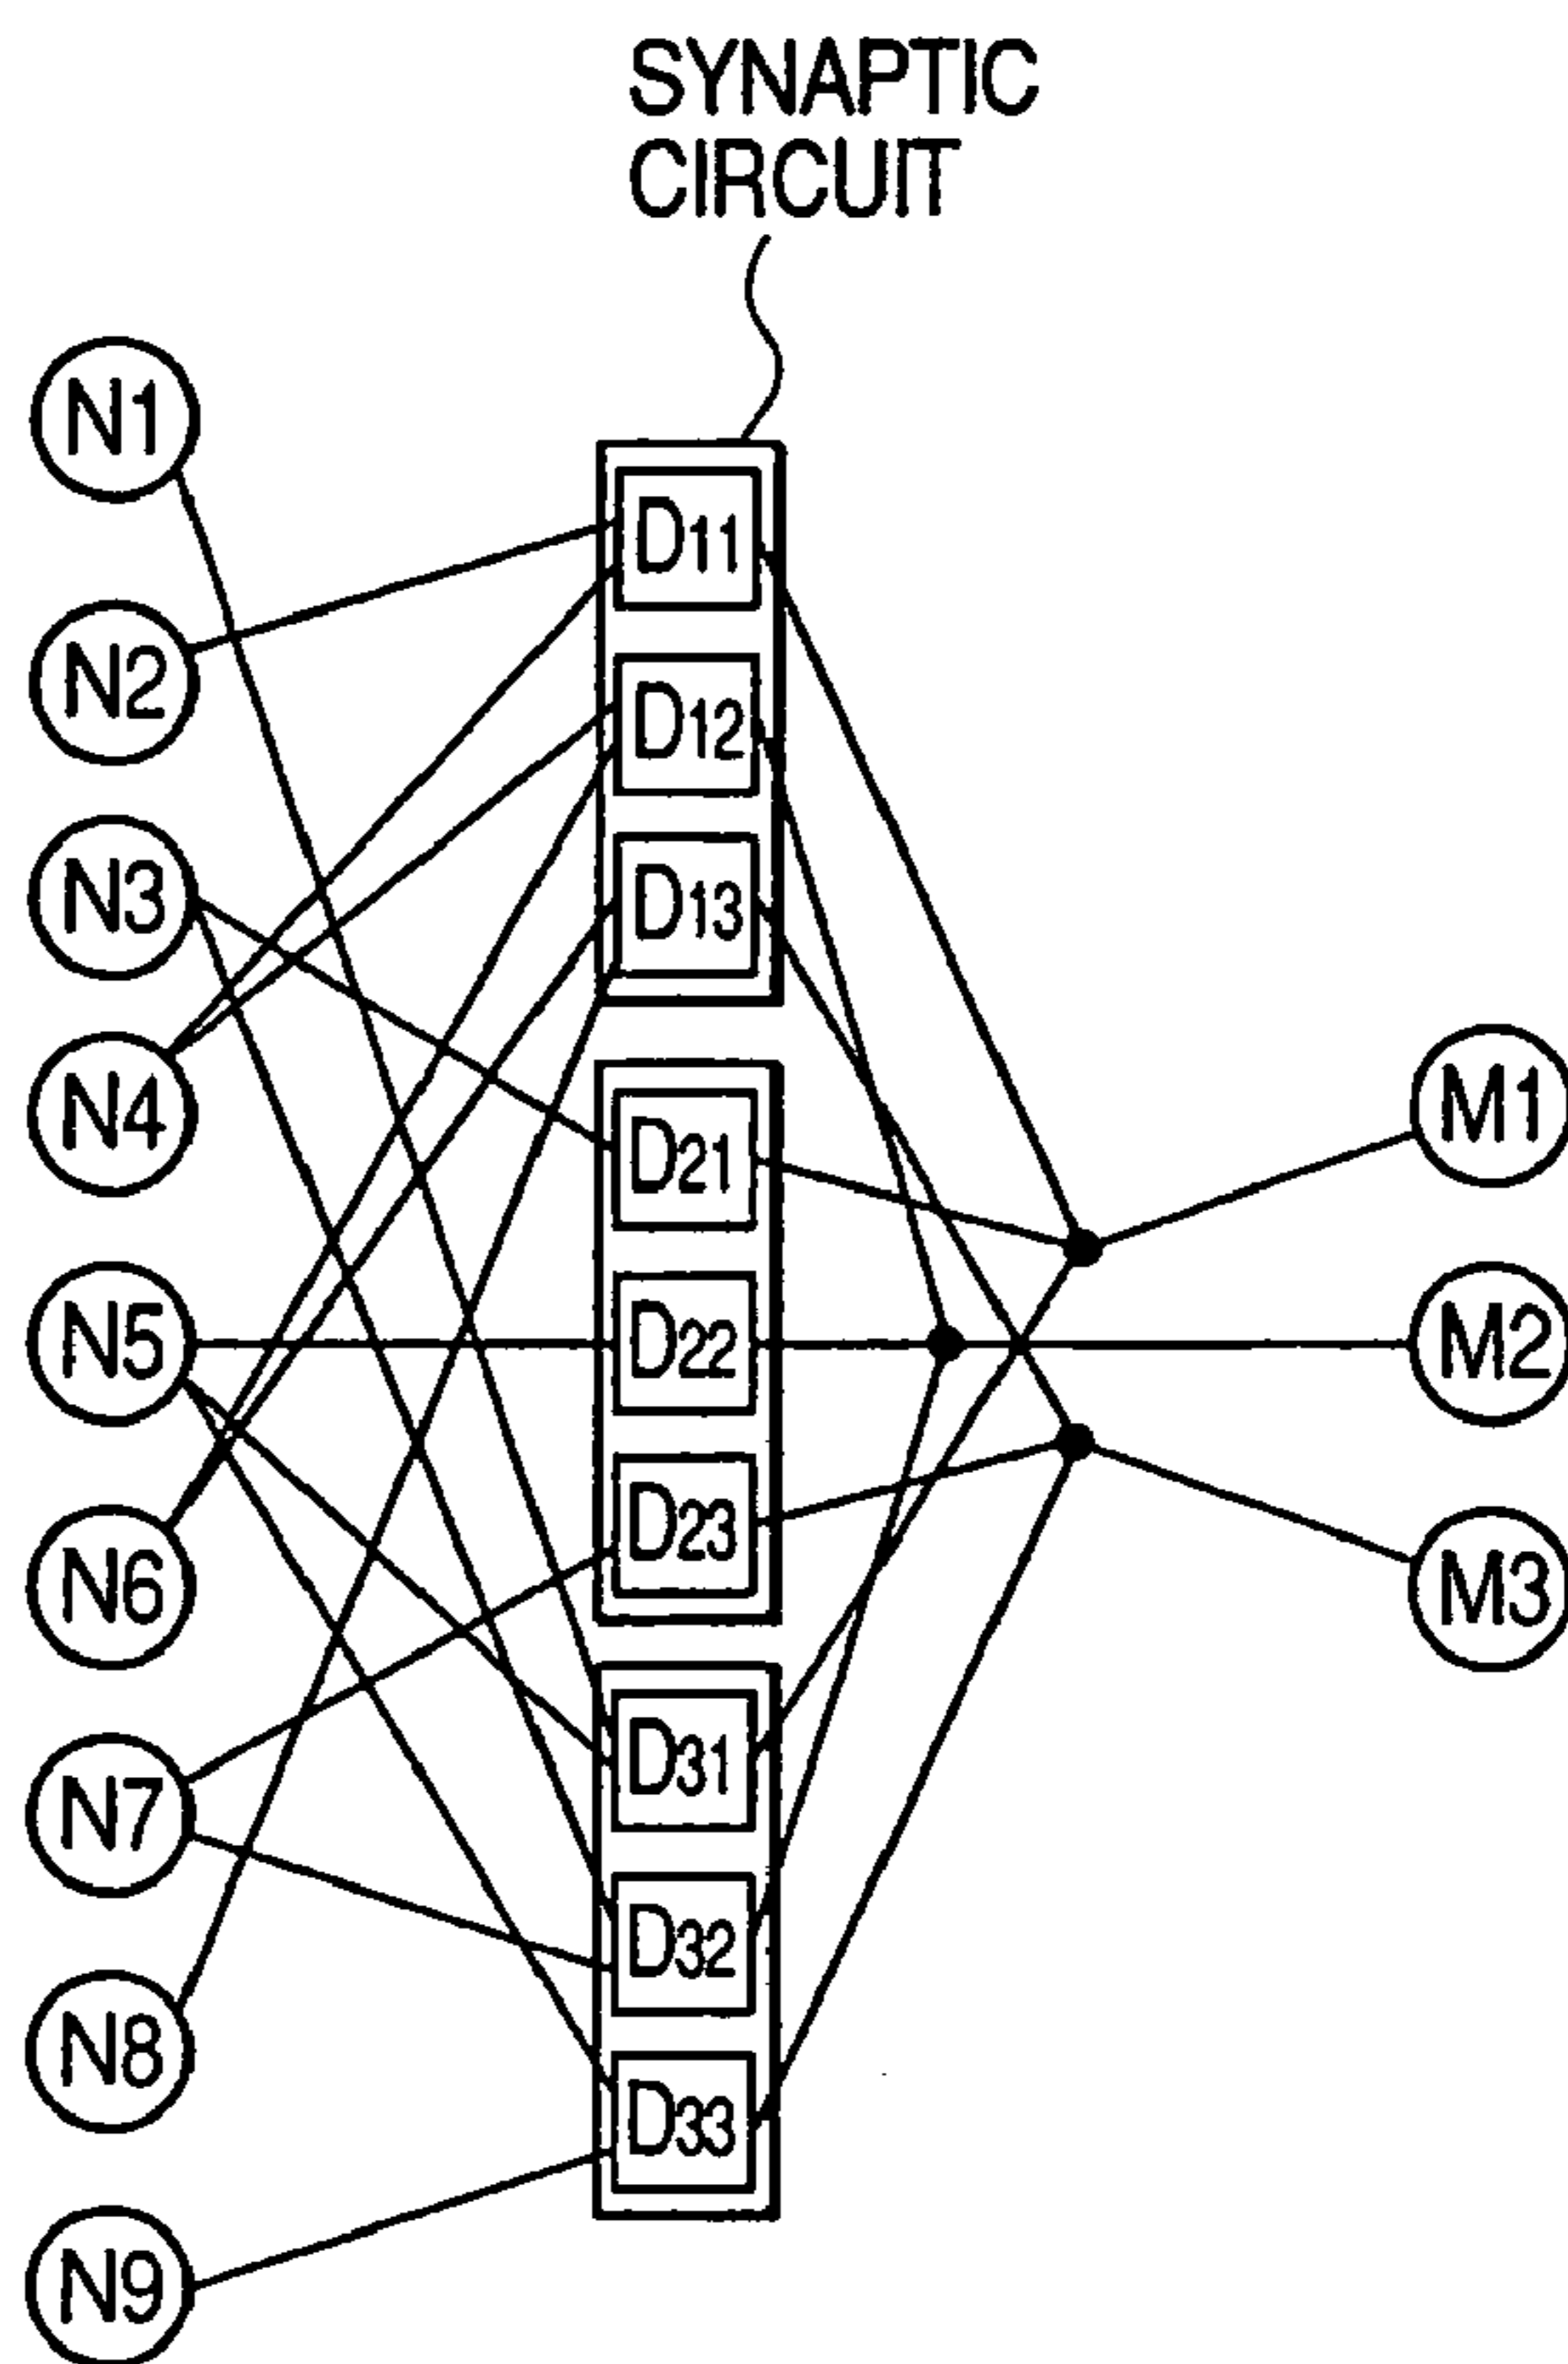 SYNAPTIC
CIRCUIT
N1
N2
N3
N4
N5
N6
N7
N8
N9
D11
D12
D13
D21
D22
D23
D31
D32
D33
M1
M2
M3